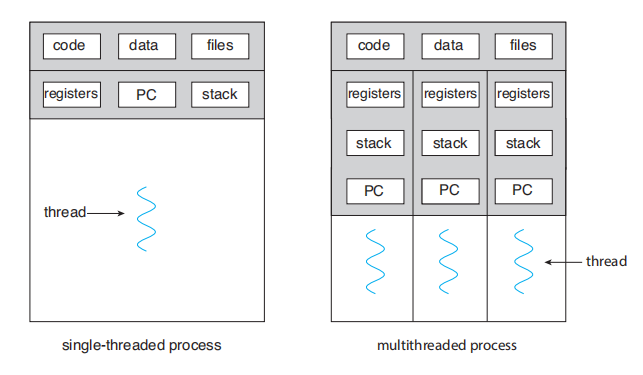 code data files
registers PC stack
thread
single-threaded process
code data files
registers registers registers
stack stack stack
PC PC PC
thread
multithreaded process